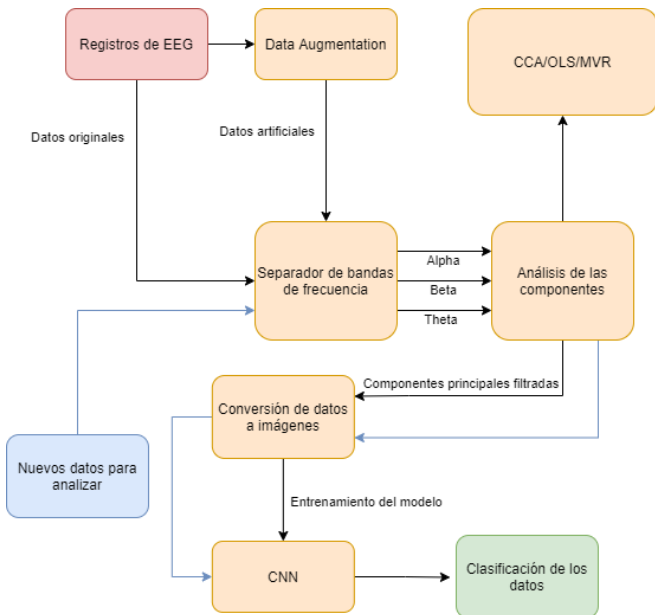 Registros de EEG
Data Augmentation
CCA/OLS/MVR
Datos originales
Datos artificiales
Separador de bandas
de frecuencia
Alpha
Beta
Theta
Análisis de las
componentes
Componentes principales filtradas
Conversión de datos
a imágenes
Nuevos datos para
analizar
Entrenamiento del modelo
CNN
Clasificación de los
datos